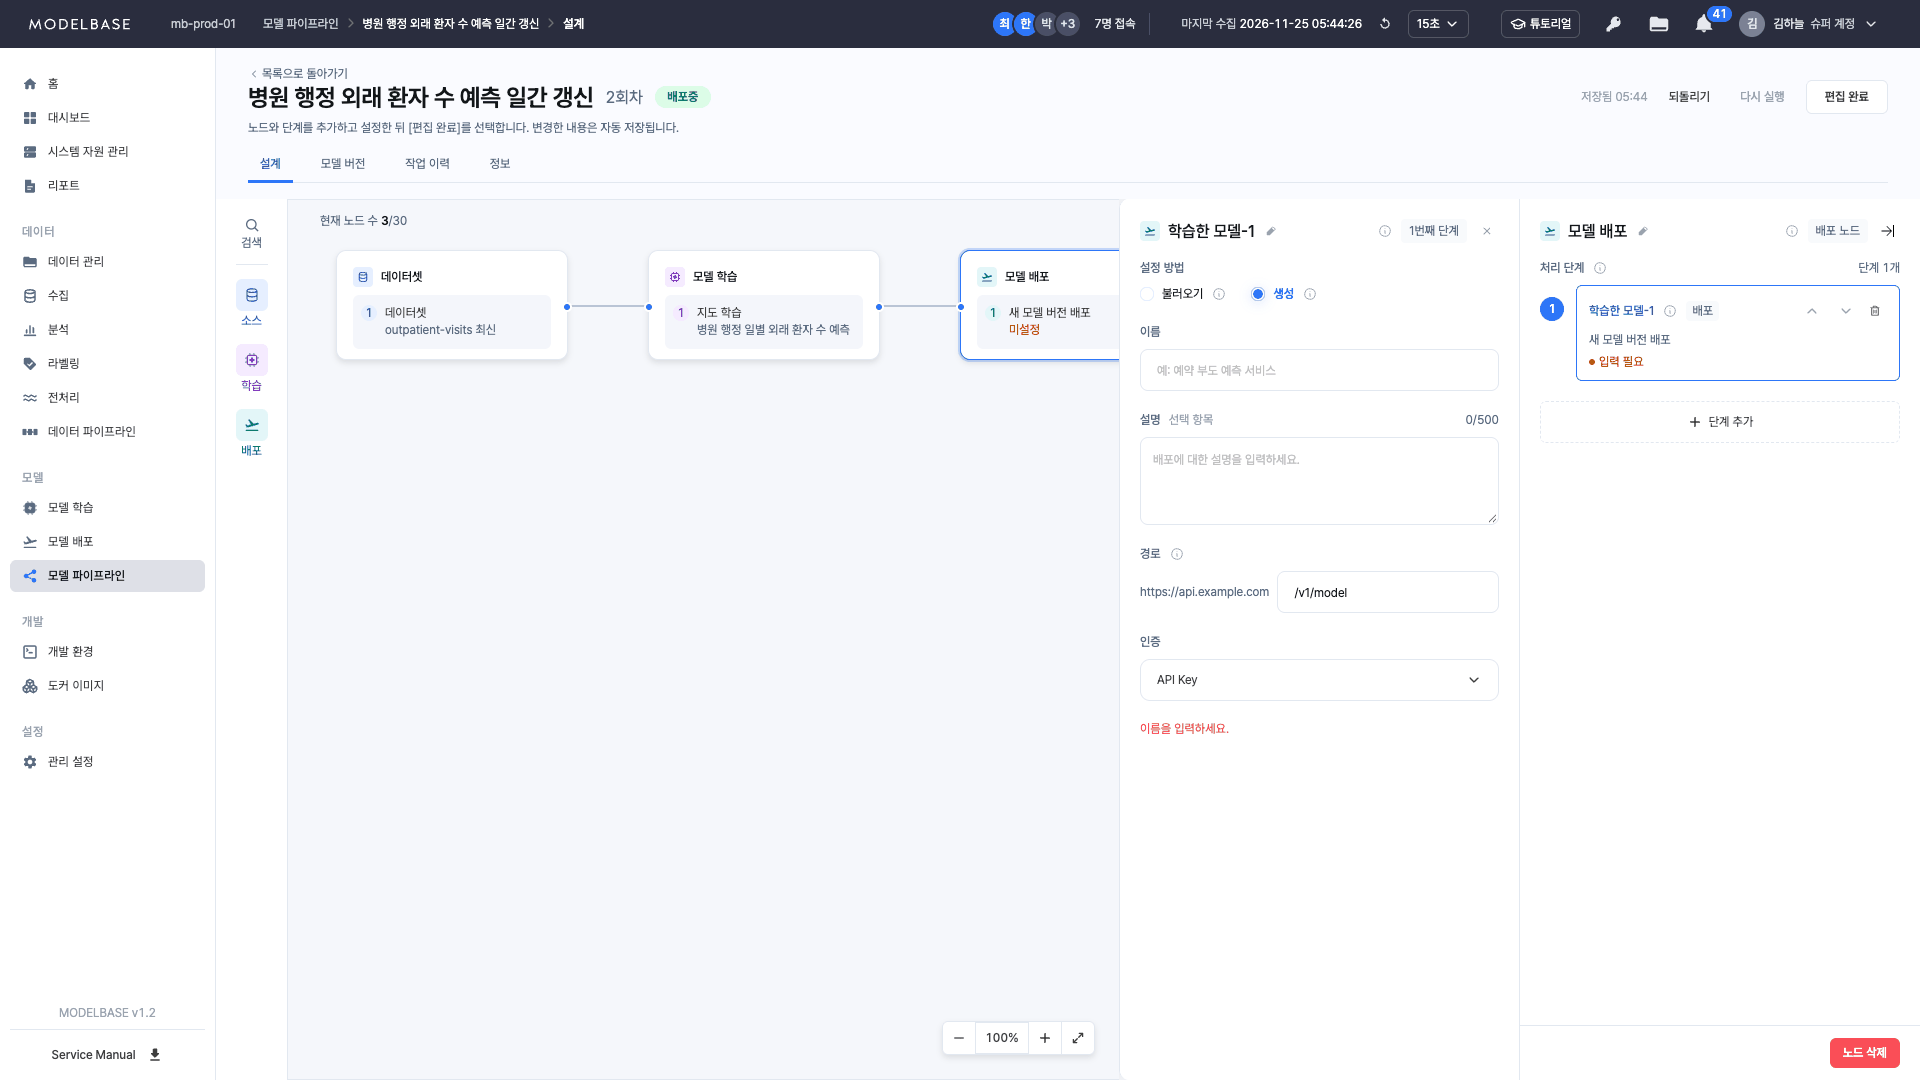 MODELBASE
mb-prod-01
모델 파이프라인
병원 행정 외래 환자 수 예측 일간 갱신
설계
최
한
박
+3
7명 접속
마지막 수집 2026-11-25 05:44:26
15초
튜토리얼
41
김
김하늘 슈퍼 계정
홈
대시보드
시스템 자원 관리
리포트
데이터
데이터 관리
수집
분석
라벨링
전처리
데이터 파이프라인
모델
모델 학습
모델 배포
모델 파이프라인
개발
개발 환경
도커 이미지
설정
관리 설정
MODELBASE v1.2
Service Manual
목록으로 돌아가기
병원 행정 외래 환자 수 예측 일간 갱신 2회차 배포중
노드와 단계를 추가하고 설정한 뒤 [편집 완료]를 선택합니다. 변경한 내용은 자동 저장됩니다.
저장됨 05:44
되돌리기
다시 실행
편집 완료
설계
모델 버전
작업 이력
정보
검색
소스
학습
배포
현재 노드 수 3/30
데이터셋
1 데이터셋
outpatient-visits 최신
모델 학습
1 지도 학습
병원 행정 일별 외래 환자 수 예측
모델 배포
1 새 모델 버전 배포
미설정
100%
학습한 모델-1
1번째 단계
설정 방법
불러오기
생성
이름
예: 예약 부도 예측 서비스
설명 선택 항목
0/500
배포에 대한 설명을 입력하세요.
경로
https://api.example.com
/v1/model
인증
API Key
이름을 입력하세요.
모델 배포
배포 노드
처리 단계
단계 1개
1
학습한 모델-1
배포
새 모델 버전 배포
입력 필요
단계 추가
노드 삭제